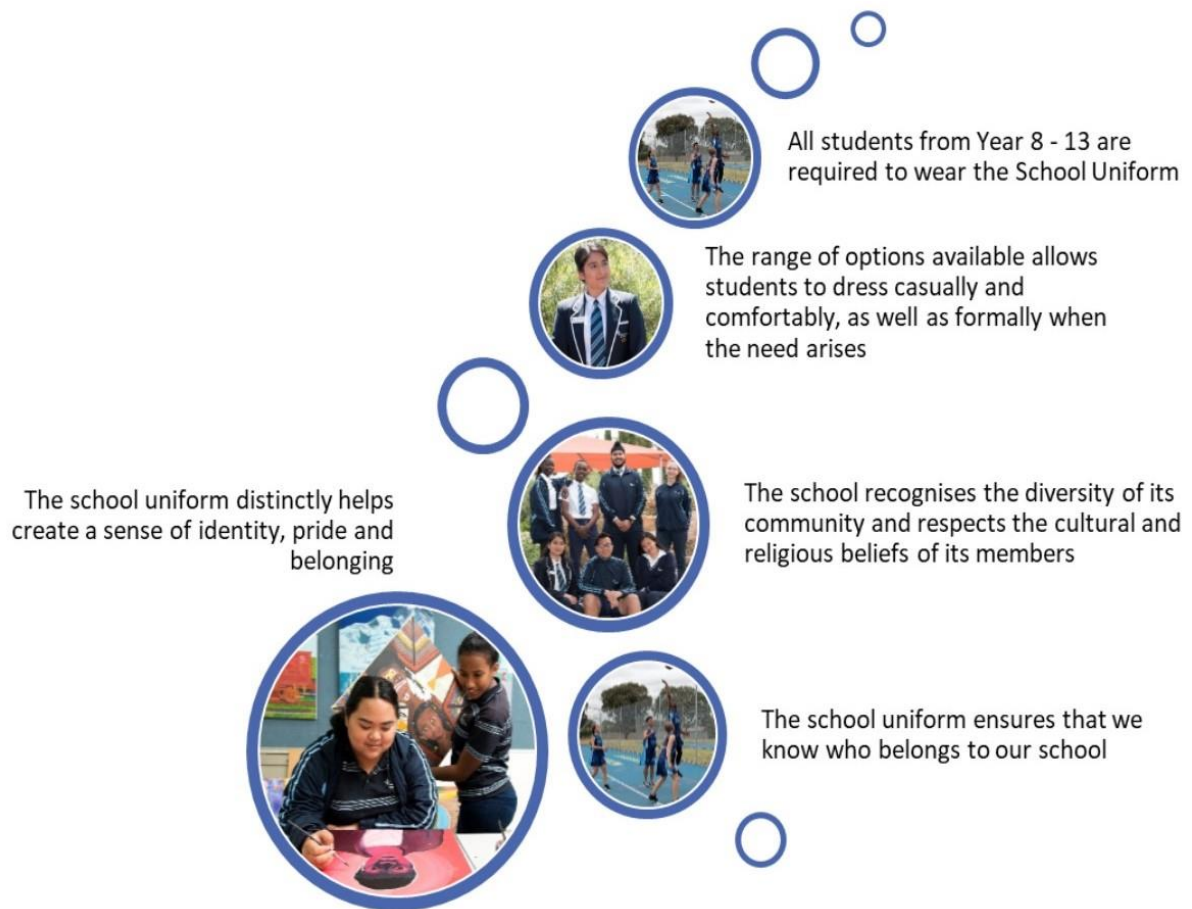 All students from Year 8 - 13 are
required to wear the School Uniform
The range of options available allows
students to dress casually and
comfortably, as well as formally when
the need arises
The school uniform distinctly helps
create a sense of identity, pride and
belonging
The school recognises the diversity of its
community and respects the cultural and
religious beliefs of its members
The school uniform ensures that we
know who belongs to our school